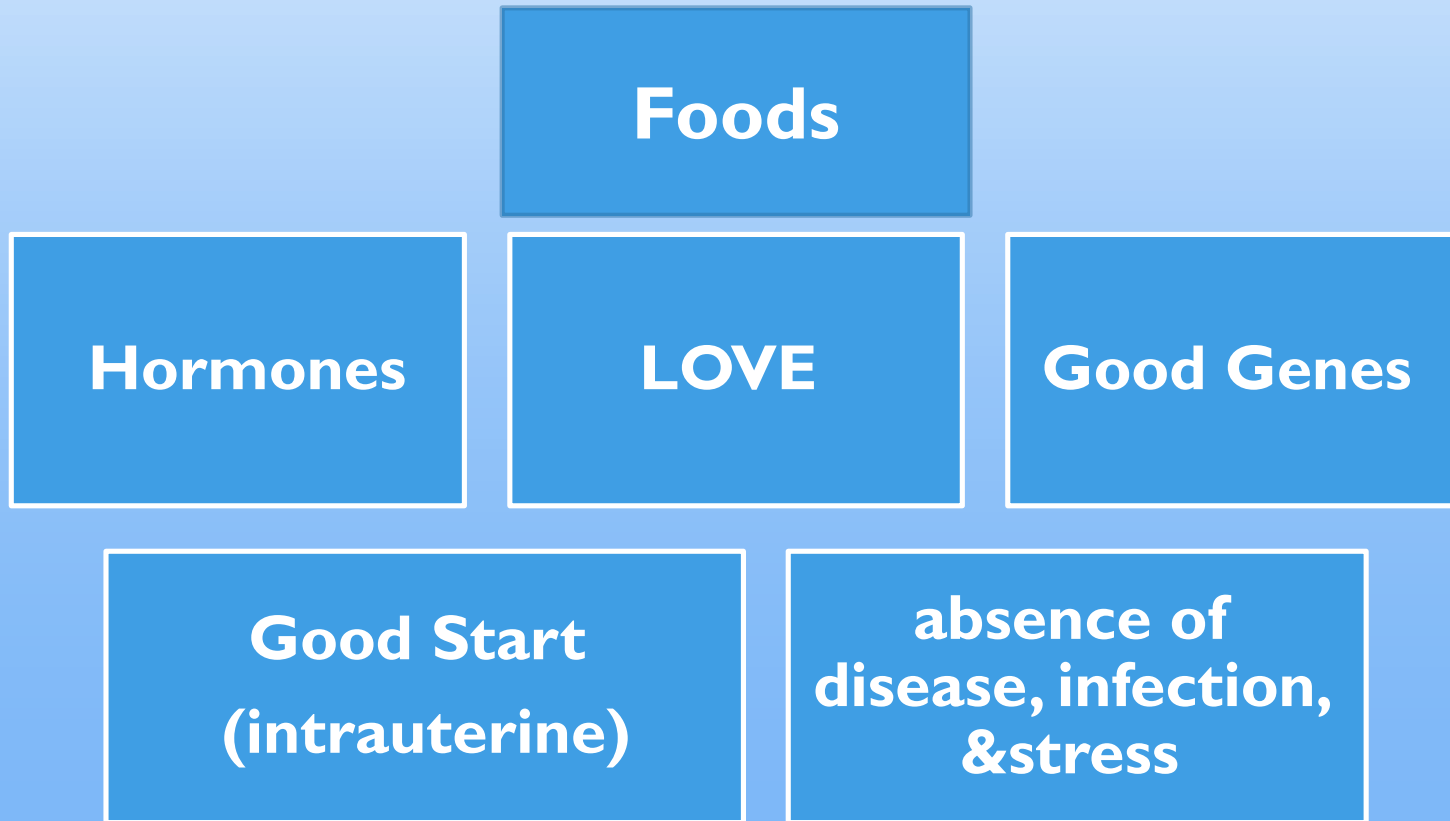 Foods
Hormones
LOVE
Good Genes
Good Start
(intrauterine)
absence of
disease, infection,
&stress